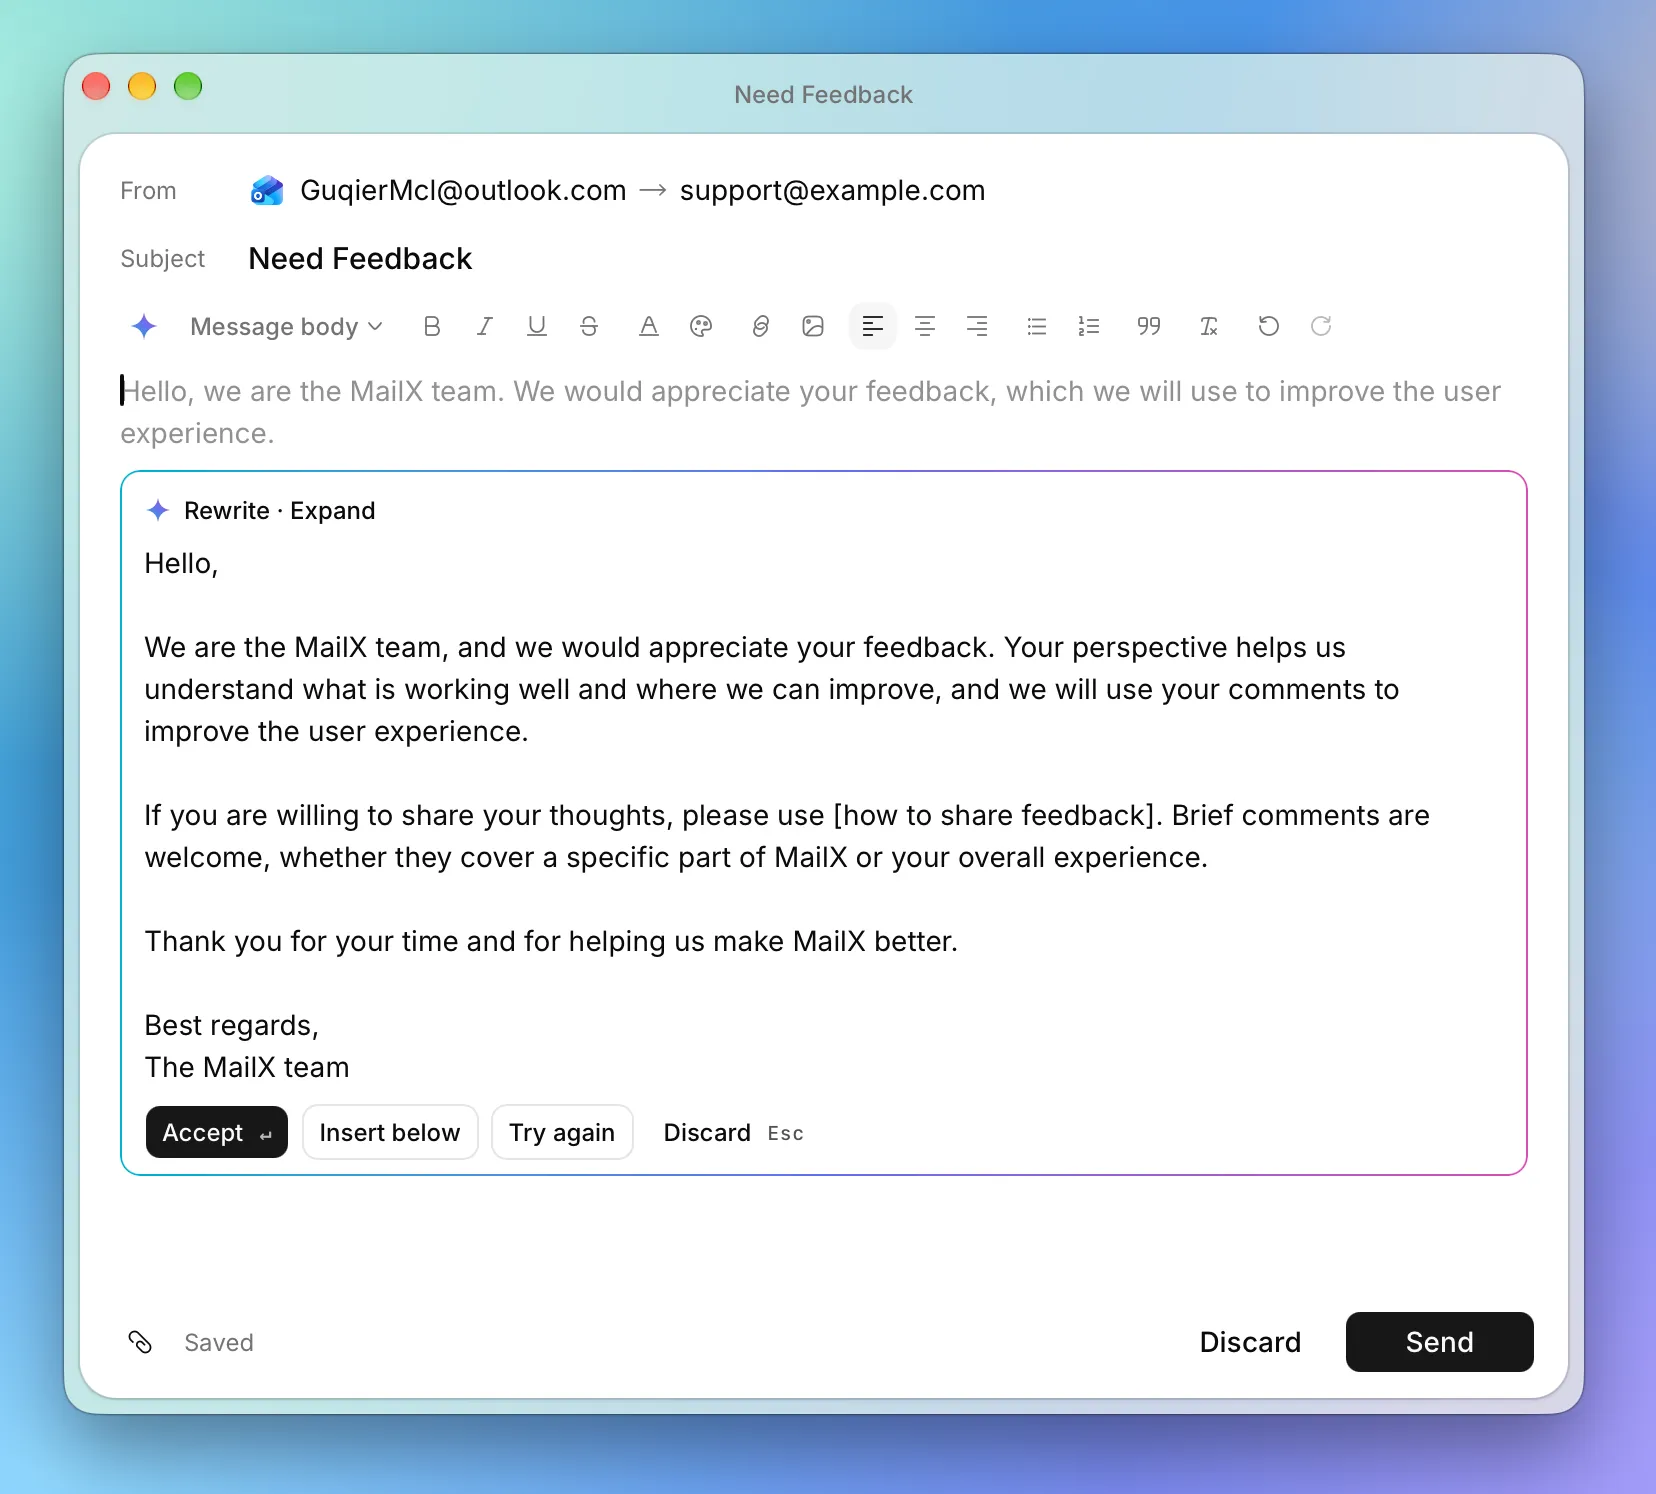 Need Feedback
From GuqierMcl@outlook.com → support@example.com
Subject Need Feedback
Message body
Hello, we are the MailX team. We would appreciate your feedback, which we will use to improve the user
experience.
Rewrite · Expand
Hello,
We are the MailX team, and we would appreciate your feedback. Your perspective helps us
understand what is working well and where we can improve, and we will use your comments to
improve the user experience.
If you are willing to share your thoughts, please use [how to share feedback]. Brief comments are
welcome, whether they cover a specific part of MailX or your overall experience.
Thank you for your time and for helping us make MailX better.
Best regards,
The MailX team
Accept ↵ Insert below Try again Discard Esc
Saved Discard Send